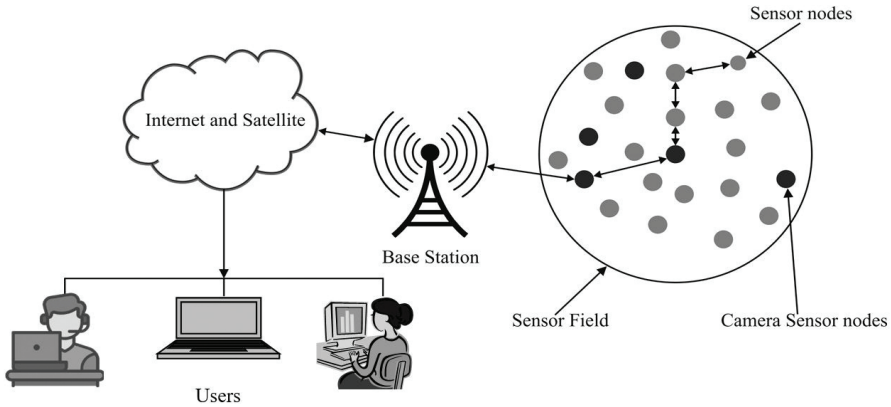 Sensor nodes
Internet and Satellite
Base Station
Sensor Field
Camera Sensor nodes
Users